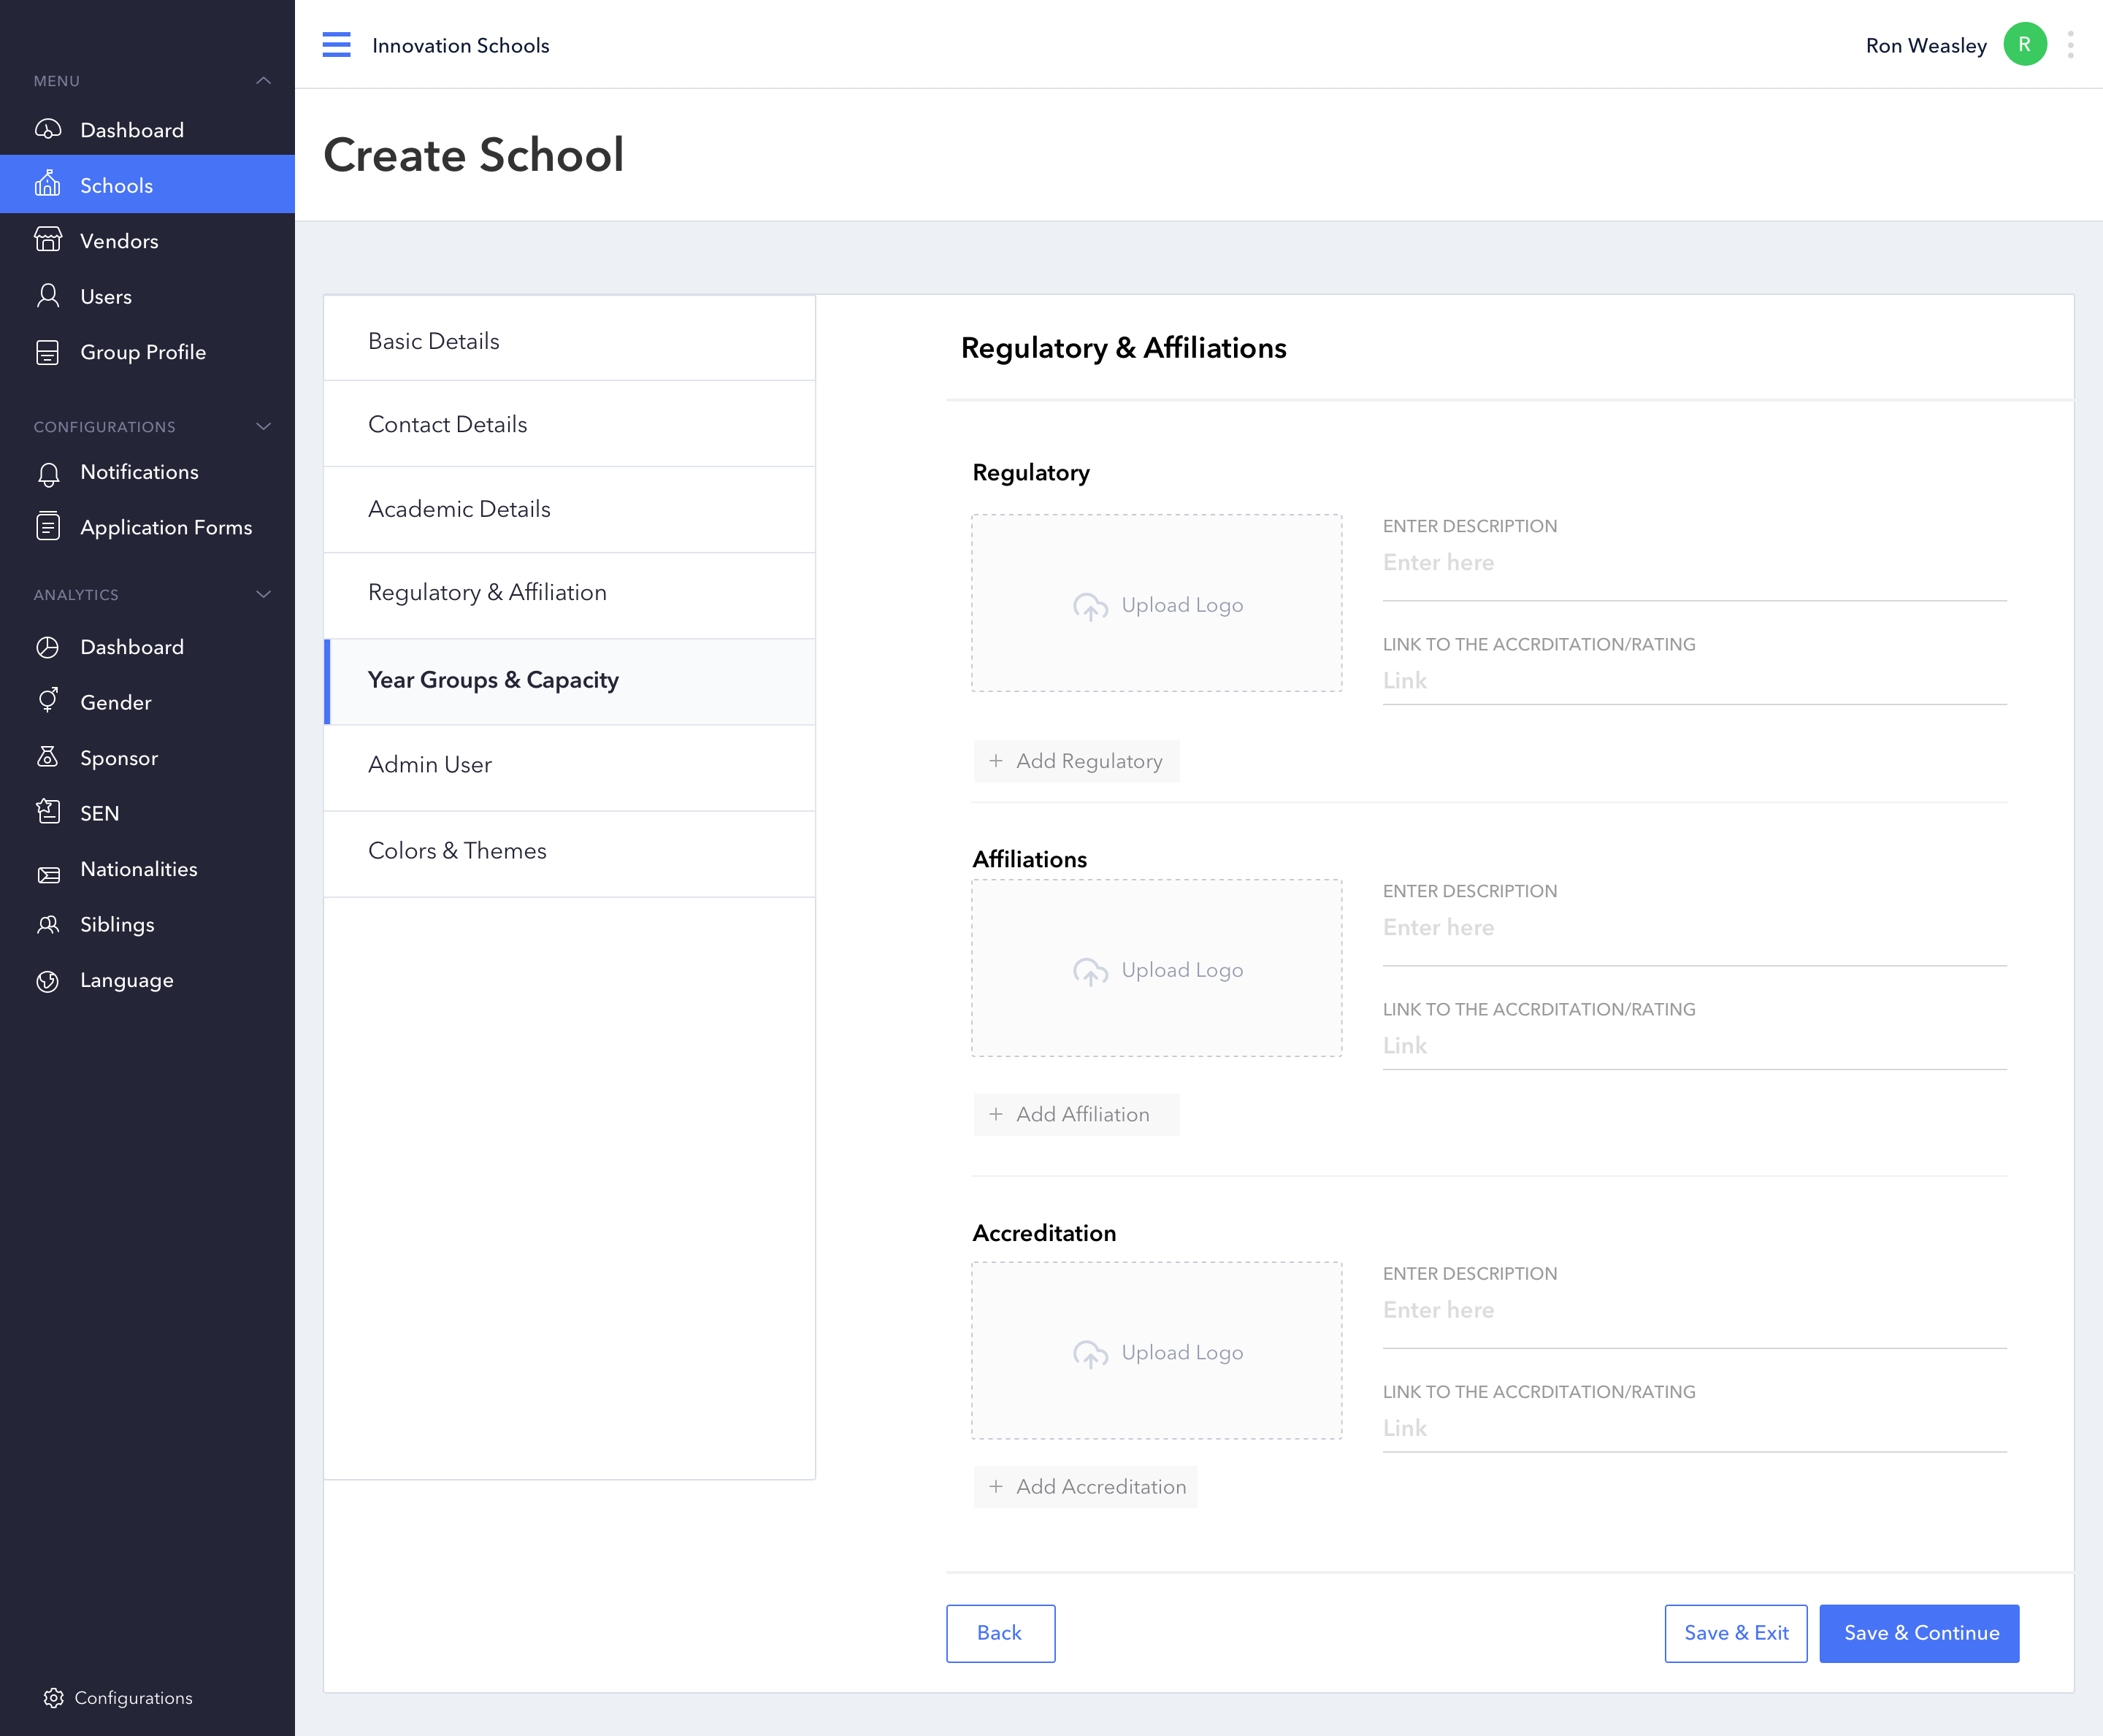 Innovation Schools
Ron Weasley
R
MENU
Dashboard
Schools
Vendors
Users
Group Profile
CONFIGURATIONS
Notifications
Application Forms
ANALYTICS
Dashboard
Gender
Sponsor
SEN
Nationalities
Siblings
Language
Configurations
Create School
Basic Details
Contact Details
Academic Details
Regulatory & Affiliation
Year Groups & Capacity
Admin User
Colors & Themes
Regulatory & Affiliations
Regulatory
Upload Logo
ENTER DESCRIPTION
Enter here
LINK TO THE ACCRDITATION/RATING
Link
+ Add Regulatory
Affiliations
Upload Logo
ENTER DESCRIPTION
Enter here
LINK TO THE ACCRDITATION/RATING
Link
+ Add Affiliation
Accreditation
Upload Logo
ENTER DESCRIPTION
Enter here
LINK TO THE ACCRDITATION/RATING
Link
+ Add Accreditation
Back
Save & Exit
Save & Continue